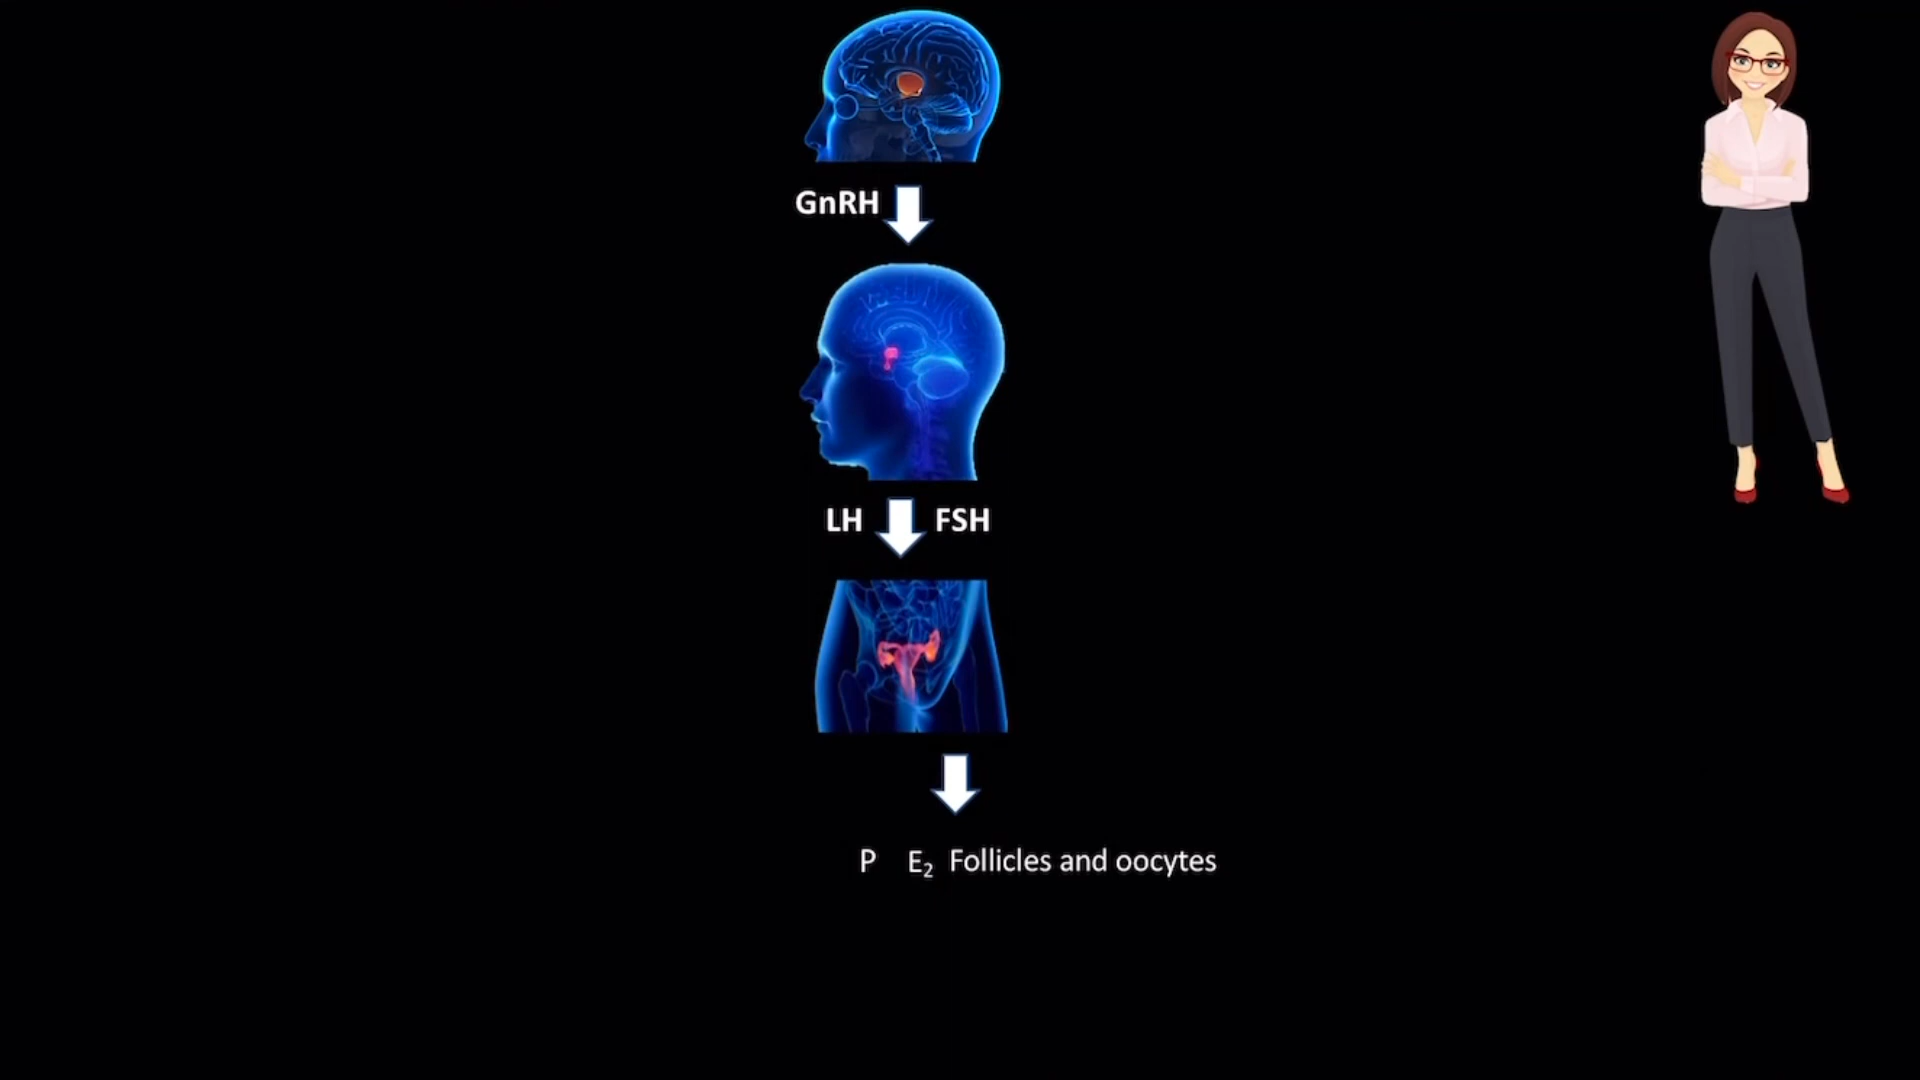 GnRH
LH FSH
P E₂ Follicles and oocytes